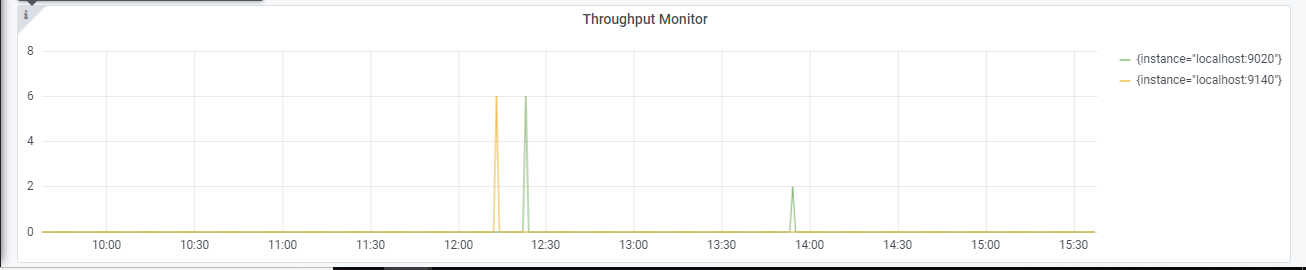 i
Throughput Monitor
8
6
4
2
0
10:00 10:30 11:00 11:30 12:00 12:30 13:00 13:30 14:00 14:30 15:00 15:30
{instance="localhost:9020"}
{instance="localhost:9140"}